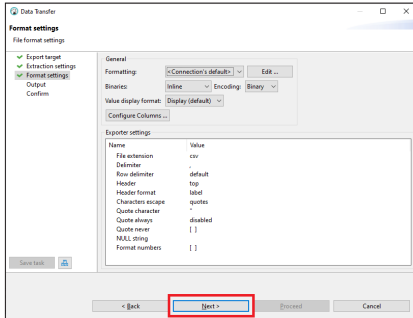 Data Transfer
Format settings
File format settings
Export target
Extraction settings
Format settings
Output
Confirm
General
Formatting: <Connection's default> Edit ...
Binaries: Inline Encoding: Binary
Value display format: Display (default)
Configure Columns ...
Exporter settings
Name Value
File extension csv
Delimiter ,
Row delimiter default
Header top
Header format label
Characters escape quotes
Quote character "
Quote always disabled
Quote never [ ]
NULL string
Format numbers [ ]
Save task
< Back Next > Proceed Cancel